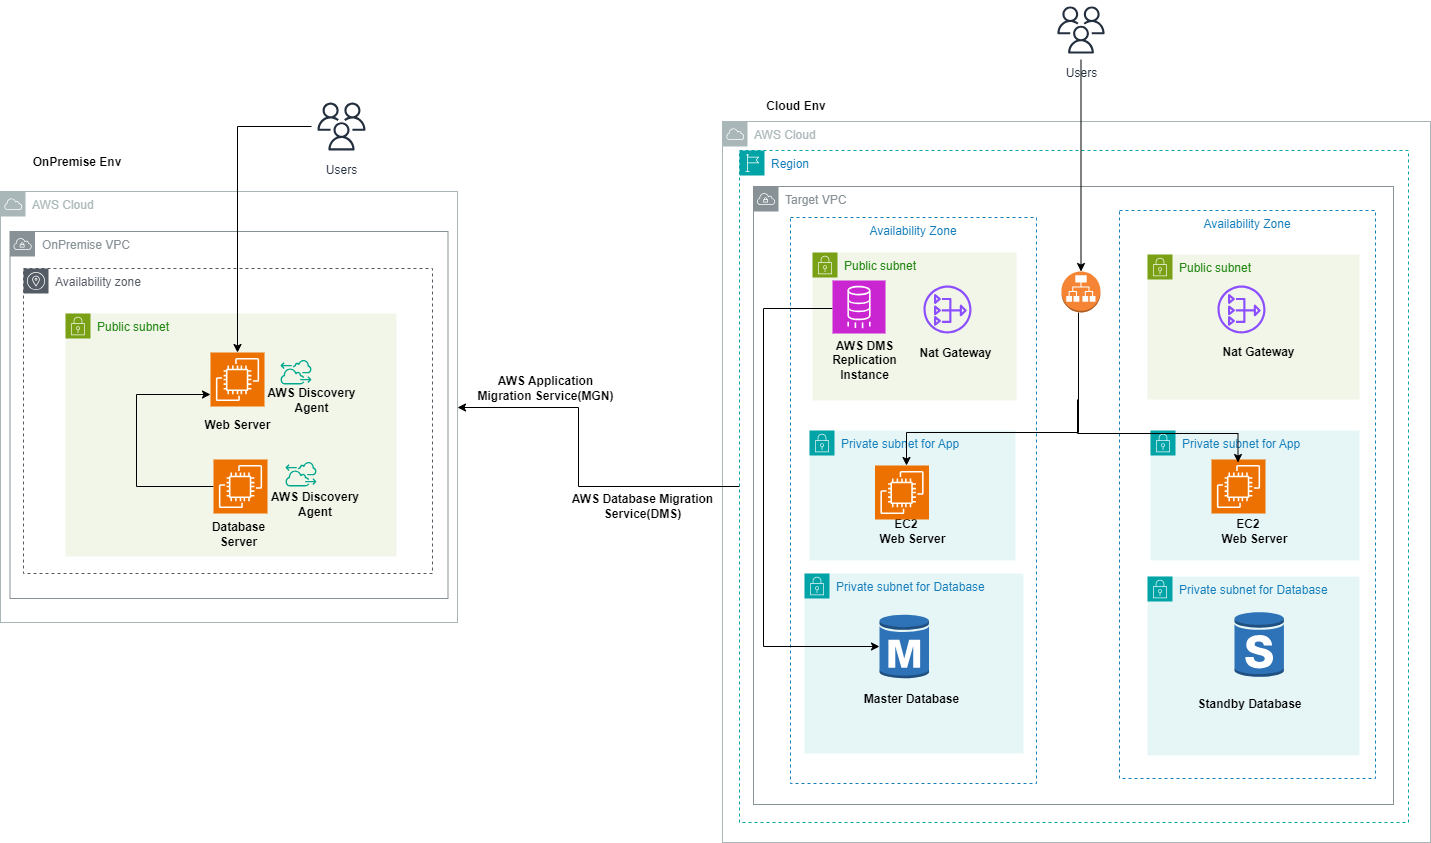 Users
Cloud Env
AWS Cloud
Region
Target VPC
Availability Zone
Public subnet
AWS DMS
Replication
Instance
Nat Gateway
Private subnet for App
EC2
Web Server
Private subnet for Database
M
Master Database
Availability Zone
Public subnet
Nat Gateway
Private subnet for App
EC2
Web Server
Private subnet for Database
S
Standby Database
Users
OnPremise Env
AWS Cloud
OnPremise VPC
Availability zone
Public subnet
AWS Discovery
Agent
Web Server
AWS Discovery
Agent
Database
Server
AWS Application
Migration Service(MGN)
AWS Database Migration
Service(DMS)